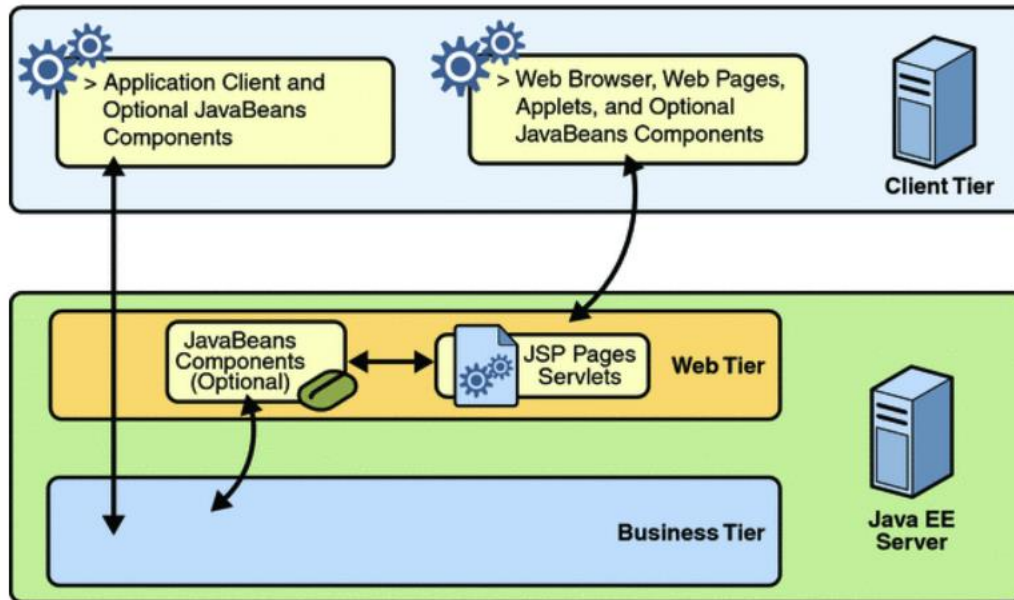 > Application Client and
Optional JavaBeans
Components
> Web Browser, Web Pages,
Applets, and Optional
JavaBeans Components
Client Tier
JavaBeans
Components
(Optional)
JSP Pages
Servlets
Web Tier
Business Tier
Java EE
Server